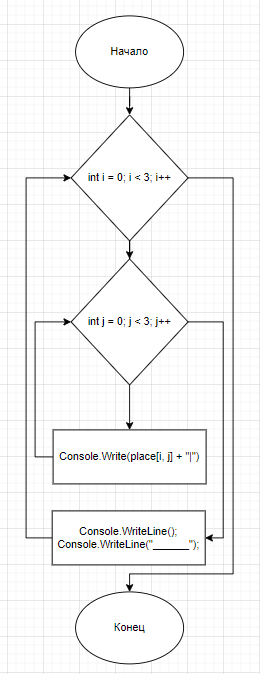 Начало
int i = 0; i < 3; i++
int j = 0; j < 3; j++
Console.Write(place[i, j] + "|")
Console.WriteLine();
Console.WriteLine("______");
Конец